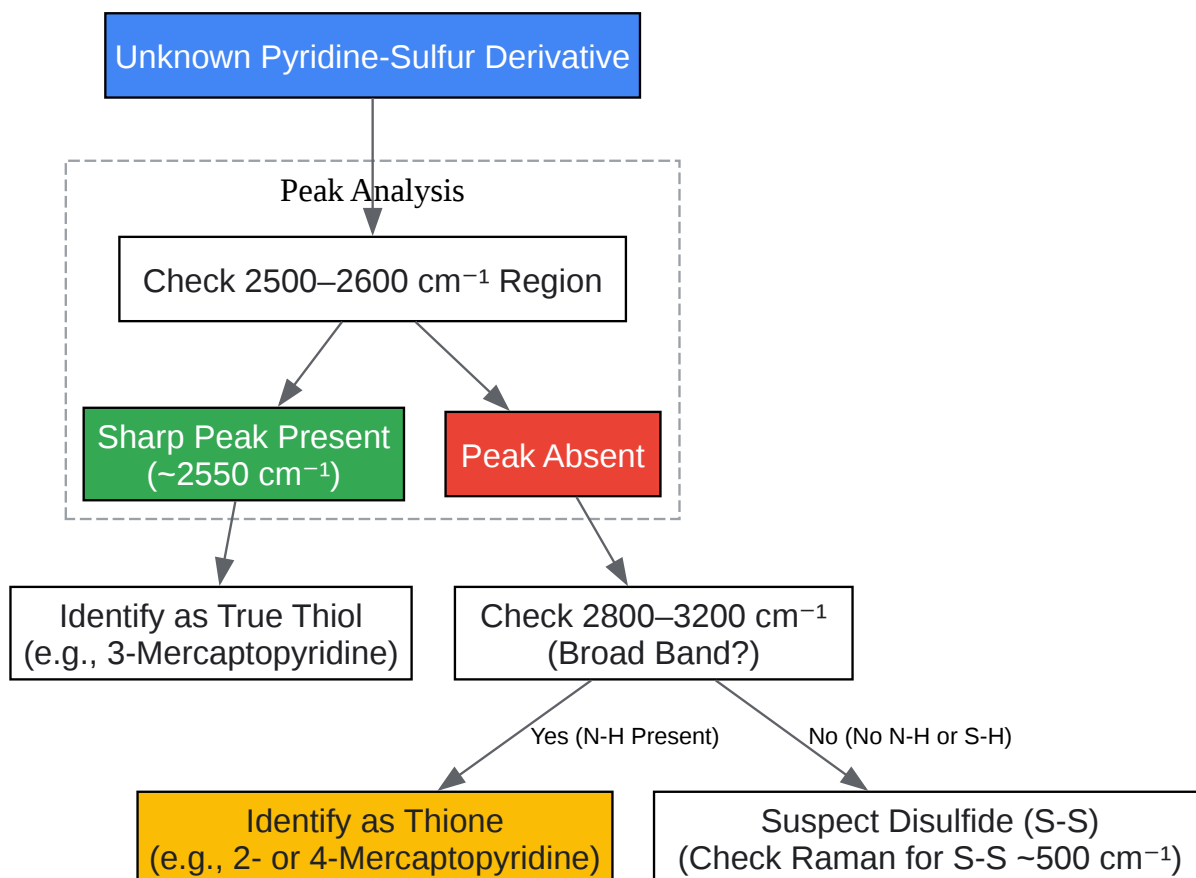 Unknown Pyridine-Sulfur Derivative
Peak Analysis
Check 2500–2600 cm⁻¹ Region
Sharp Peak Present
(~2550 cm⁻¹)
Peak Absent
Identify as True Thiol
(e.g., 3-Mercaptopyridine)
Check 2800–3200 cm⁻¹
(Broad Band?)
Yes (N-H Present)
No (No N-H or S-H)
Identify as Thione
(e.g., 2- or 4-Mercaptopyridine)
Suspect Disulfide (S-S)
(Check Raman for S-S ~500 cm⁻¹)